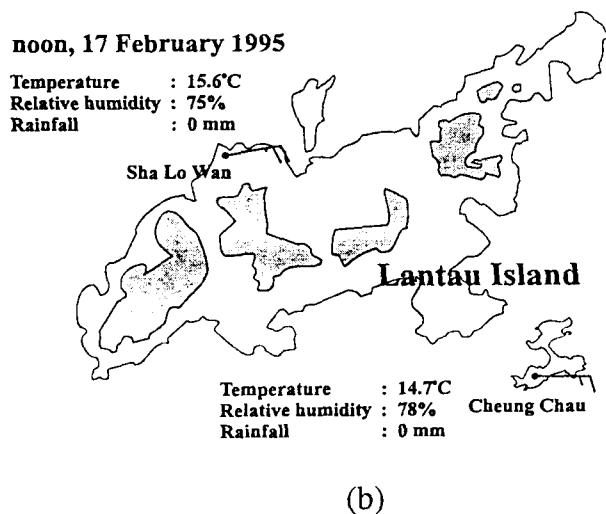 noon, 17 February 1995
Temperature : 15.6°C
Relative humidity : 75%
Rainfall : 0 mm
Sha Lo Wan
Lantau Island
Temperature : 14.7°C
Relative humidity : 78%
Rainfall : 0 mm
Cheung Chau
(b)